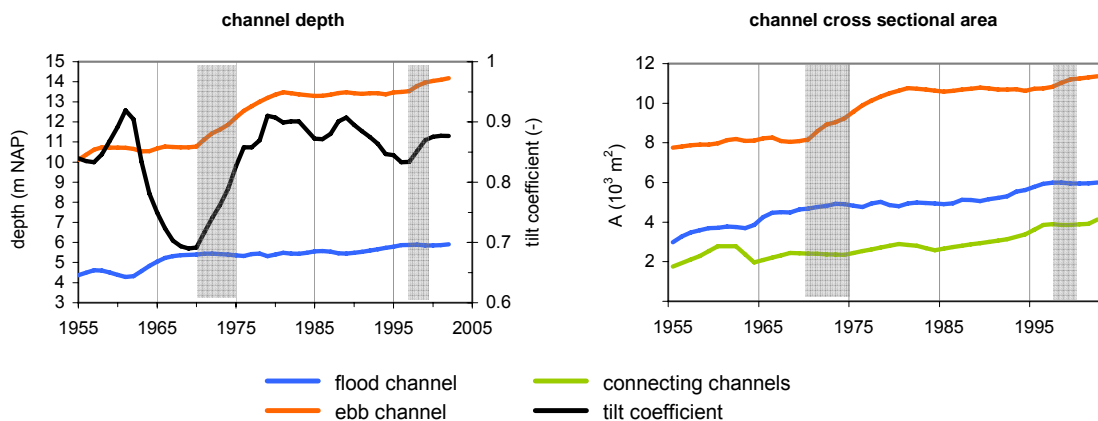 channel depth
15
14
13
12
11
10
9
8
7
6
5
4
3
depth (m NAP)
1
0.9
0.8
0.7
0.6
tilt coefficient (-)
1955 1965 1975 1985 1995 2005
channel cross sectional area
12
10
8
6
4
2
A (10³ m²)
1955 1965 1975 1985 1995
flood channel
connecting channels
ebb channel
tilt coefficient